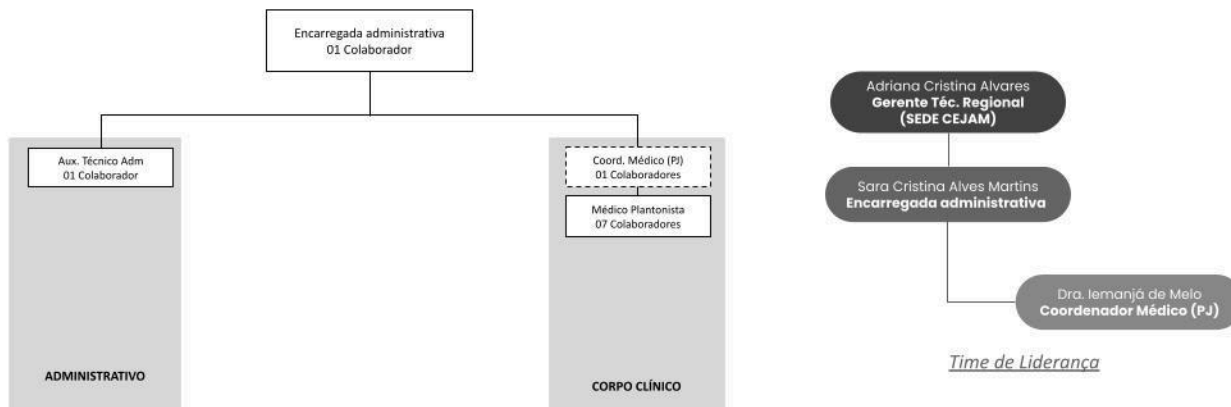 Encarregada administrativa
01 Colaborador
Aux. Técnico Adm
01 Colaborador
ADMINISTRATIVO
Coord. Médico (PJ)
01 Colaboradores
Médico Plantonista
07 Colaboradores
CORPO CLÍNICO
Adriana Cristina Alvares
Gerente Téc. Regional
(SEDE CEJAM)
Sara Cristina Alves Martins
Encarregada administrativa
Dra. Iemanjá de Melo
Coordenador Médico (PJ)
Time de Liderança